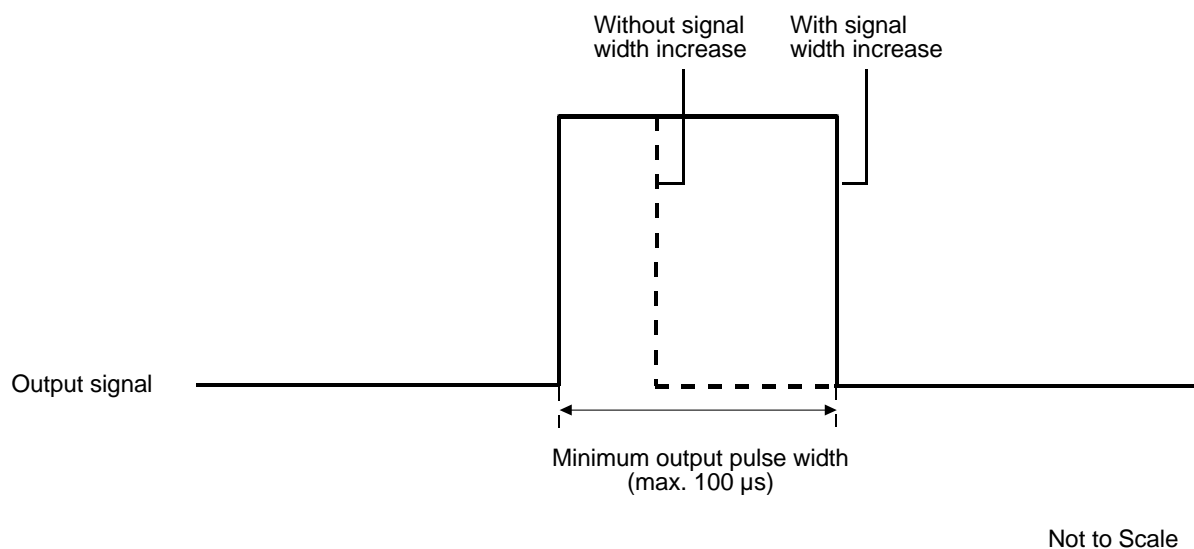 Without signal
width increase
With signal
width increase
Output signal
Minimum output pulse width
(max. 100 µs)
Not to Scale